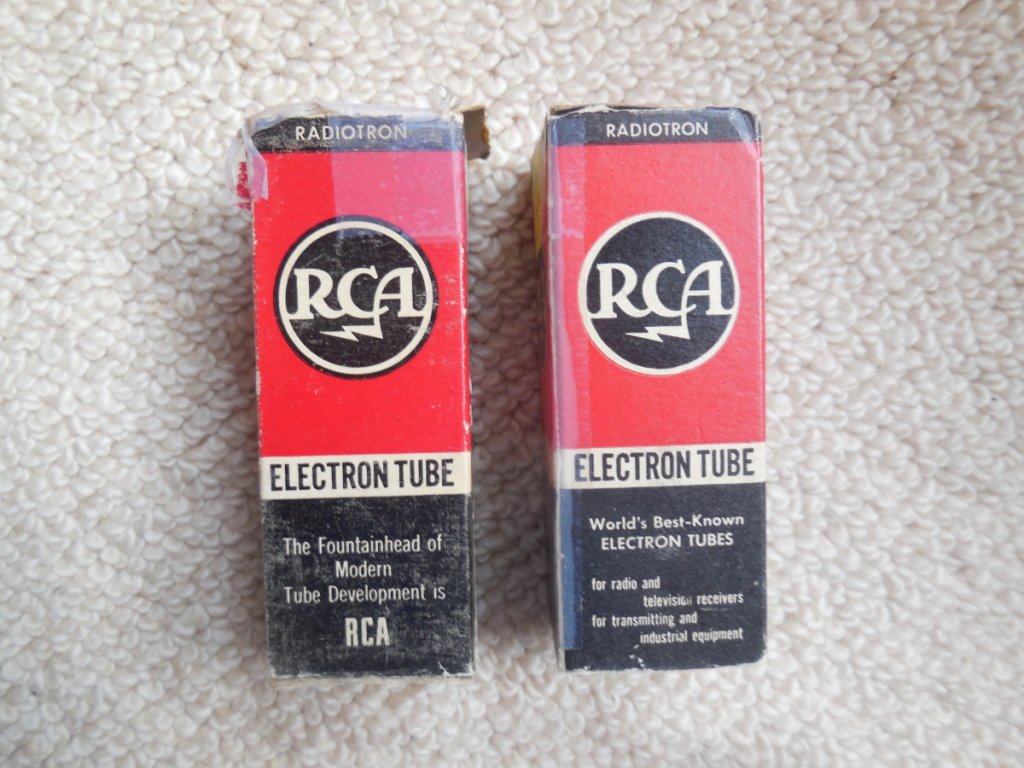 RADIOTRON
RCA
ELECTRON TUBE
The Fountainhead of
Modern
Tube Development is
RCA
RADIOTRON
RCA
ELECTRON TUBE
World's Best-Known
ELECTRON TUBES
for radio and
television receivers
for transmitting and
industrial equipment